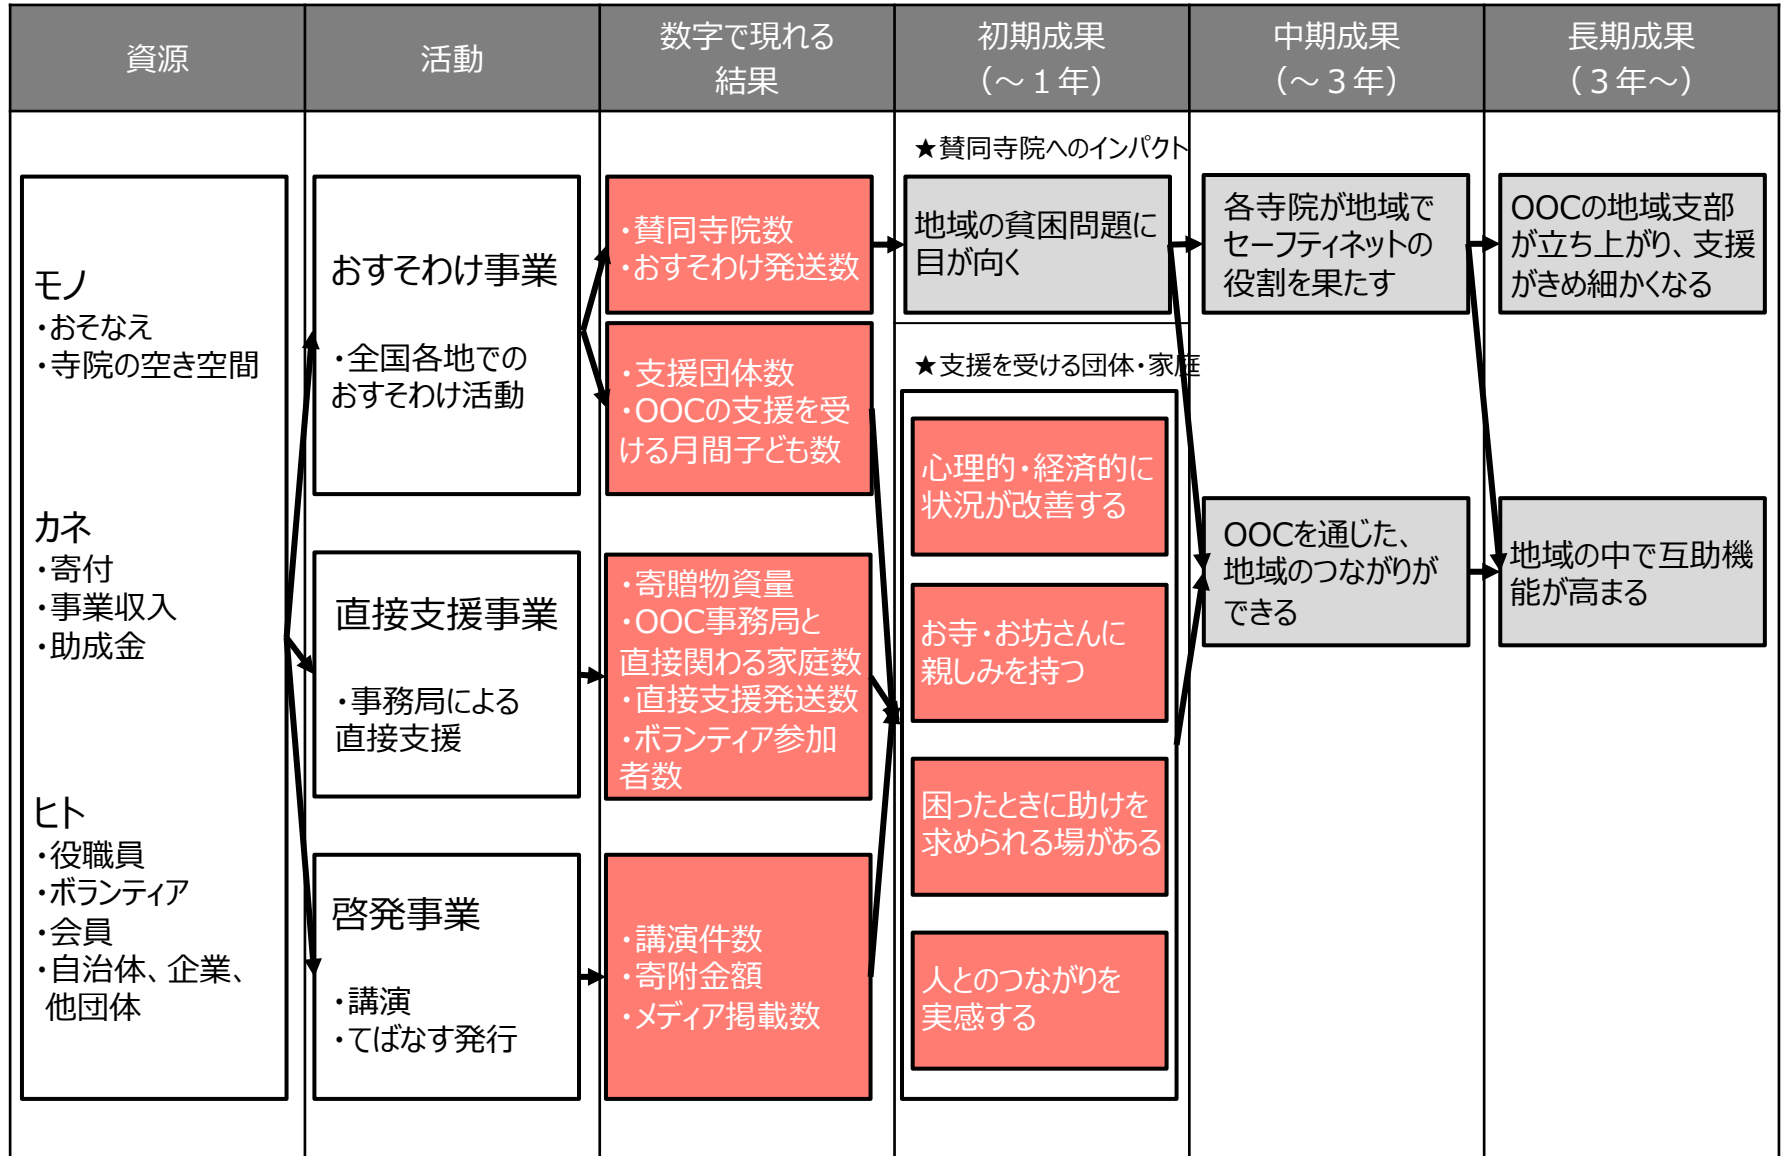 資源
活動
数字で現れる
結果
初期成果
(~1年)
中期成果
(~3年)
長期成果
(3年~)
モノ
・おそなえ
・寺院の空き空間
カネ
・寄付
・事業収入
・助成金
ヒト
・役職員
・ボランティア
・会員
・自治体、企業、
他団体
おすそわけ事業
・全国各地での
おすそわけ活動
直接支援事業
・事務局による
直接支援
啓発事業
・講演
・てばなす発行
・賛同寺院数
・おすそわけ発送数
・支援団体数
・OOCの支援を受
ける月間子ども数
・寄贈物資量
・OOC事務局と
直接関わる家庭数
・直接支援発送数
・ボランティア参加
者数
・講演件数
・寄附金額
・メディア掲載数
★賛同寺院へのインパクト
地域の貧困問題に
目が向く
★支援を受ける団体・家庭
心理的・経済的に
状況が改善する
お寺・お坊さんに
親しみを持つ
困ったときに助けを
求められる場がある
人とのつながりを
実感する
各寺院が地域で
セーフティネットの
役割を果たす
OOCを通じた、
地域のつながりが
できる
OOCの地域支部
が立ち上がり、支援
がきめ細かくなる
地域の中で互助機
能が高まる